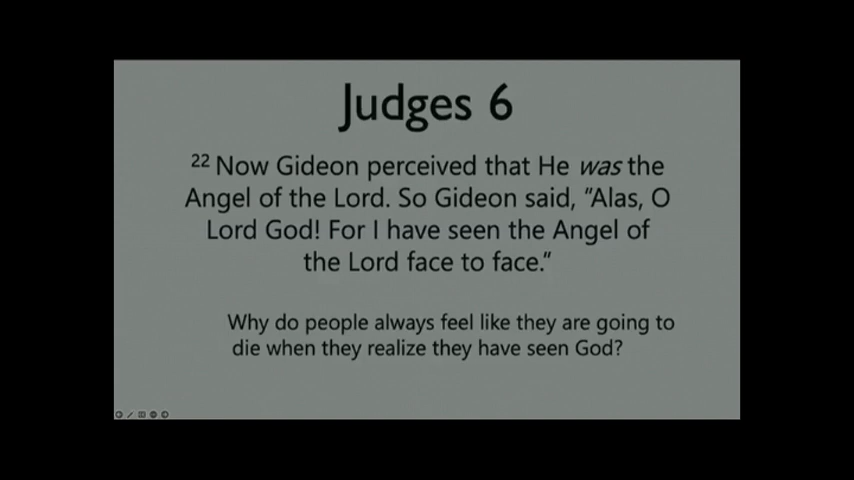 Judges 6
22 Now Gideon perceived that He was the
Angel of the Lord. So Gideon said, "Alas, O
Lord God! For I have seen the Angel of
the Lord face to face."
Why do people always feel like they are going to
die when they realize they have seen God?